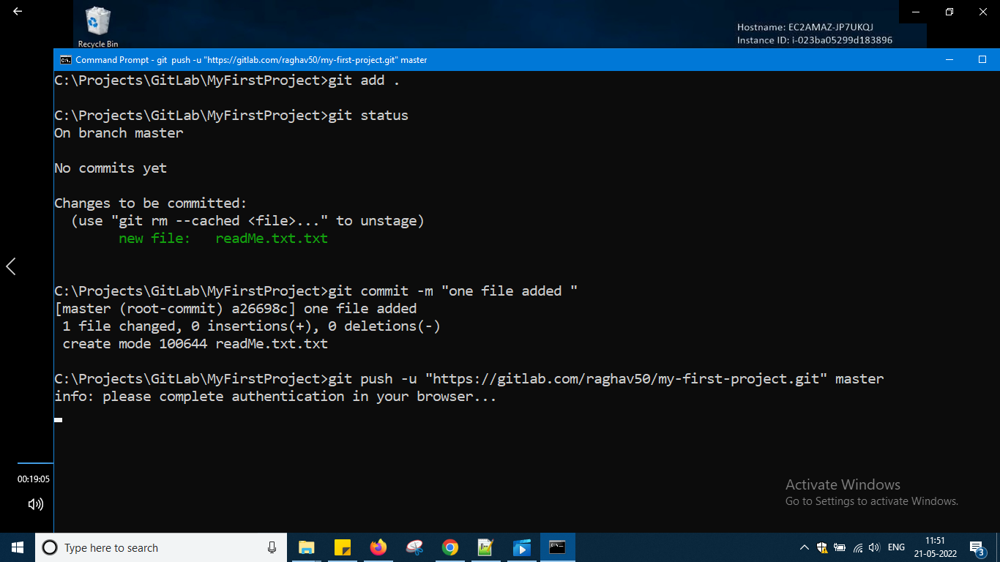 Recycle Bin
Hostname: EC2AMAZ-JP7UKQJ
Instance ID: i-023ba05299d183896
Command Prompt - git  push -u "https://gitlab.com/raghav50/my-first-project.git" master
C:\Projects\GitLab\MyFirstProject>git add .
C:\Projects\GitLab\MyFirstProject>git status
On branch master
No commits yet
Changes to be committed:
  (use "git rm --cached <file>..." to unstage)
        new file:   readMe.txt.txt
C:\Projects\GitLab\MyFirstProject>git commit -m "one file added "
[master (root-commit) a26698c] one file added
 1 file changed, 0 insertions(+), 0 deletions(-)
 create mode 100644 readMe.txt.txt
C:\Projects\GitLab\MyFirstProject>git push -u "https://gitlab.com/raghav50/my-first-project.git" master
info: please complete authentication in your browser...
00:19:05
Activate Windows
Go to Settings to activate Windows.
Type here to search
ENG
11:51
21-05-2022
3